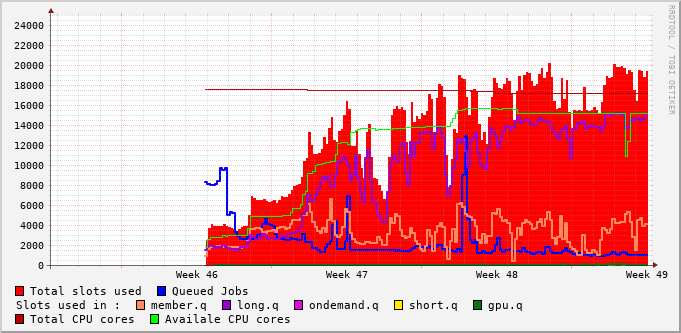 RRDTOOL / TOBI OETIKER
24000
22000
20000
18000
16000
14000
12000
10000
8000
6000
4000
2000
0
Week 46 Week 47 Week 48 Week 49
Total slots used Queued Jobs
Slots used in : member.q long.q ondemand.q short.q gpu.q
Total CPU cores Availale CPU cores